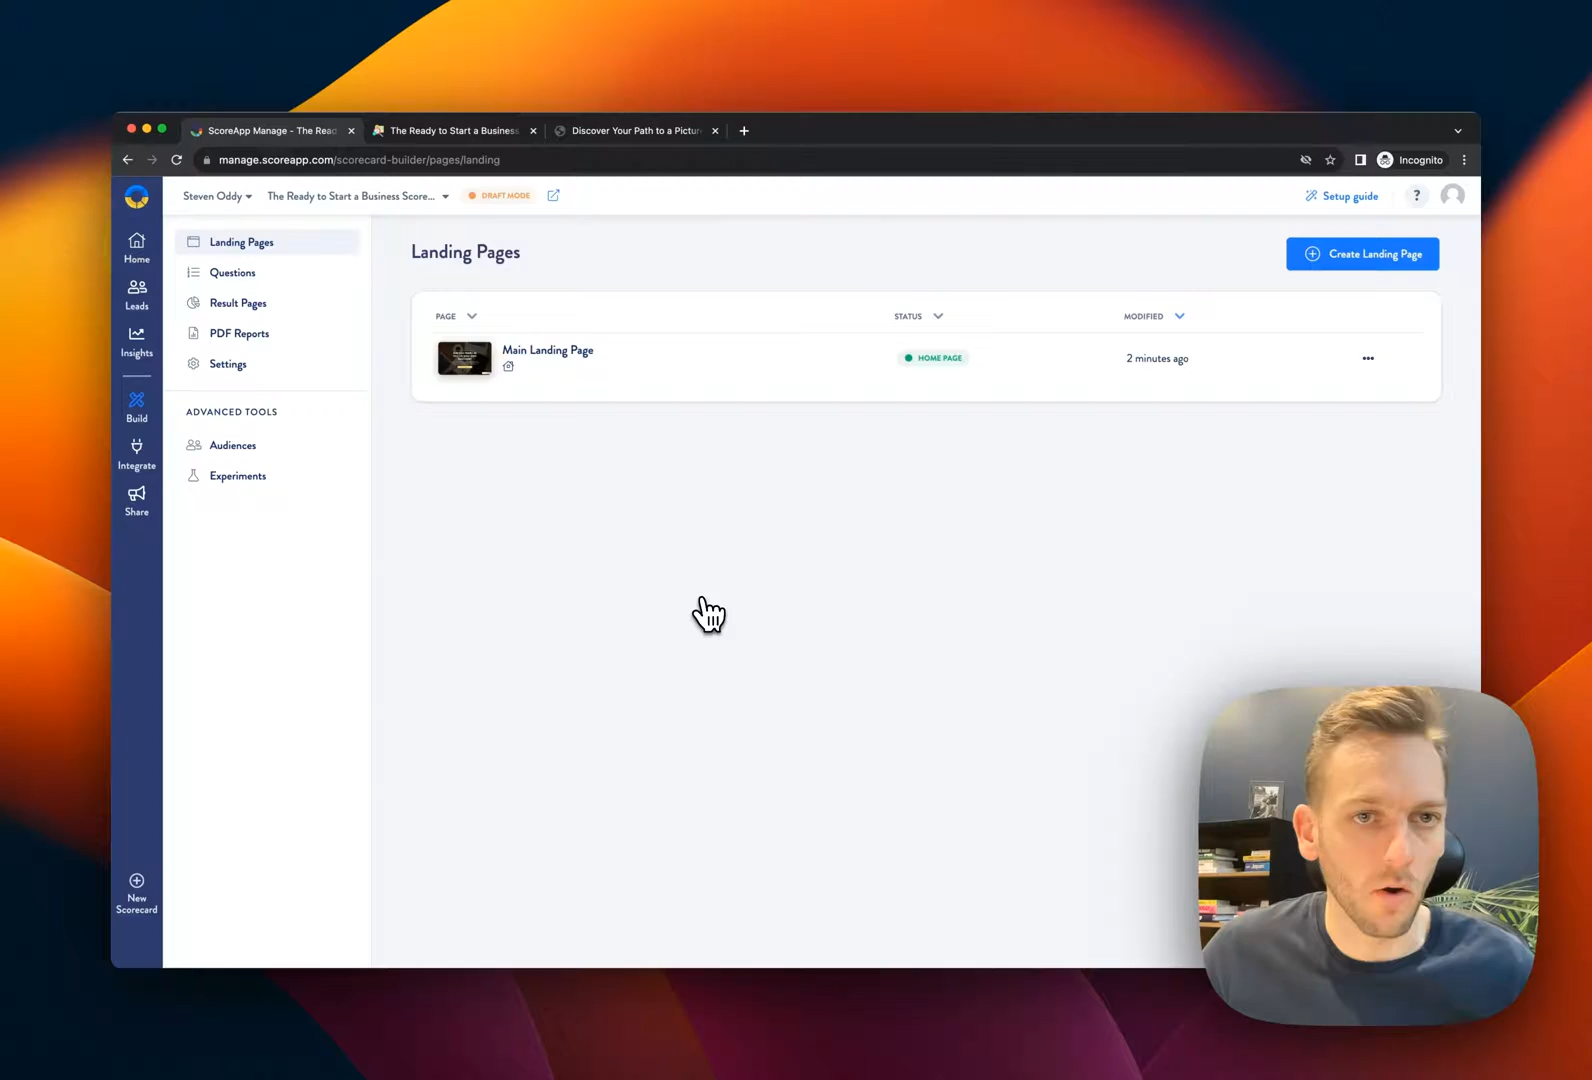 ScoreApp Manage - The Read
The Ready to Start a Business
Discover Your Path to a Pictur
manage.scoreapp.com/scorecard-builder/pages/landing
Incognito
Steven Oddy
The Ready to Start a Business Score...
DRAFT MODE
Setup guide
?
Home
Leads
Insights
Build
Integrate
Share
New
Scorecard
Landing Pages
Questions
Result Pages
PDF Reports
Settings
ADVANCED TOOLS
Audiences
Experiments
Landing Pages
Create Landing Page
PAGE
STATUS
MODIFIED
Main Landing Page
HOME PAGE
2 minutes ago